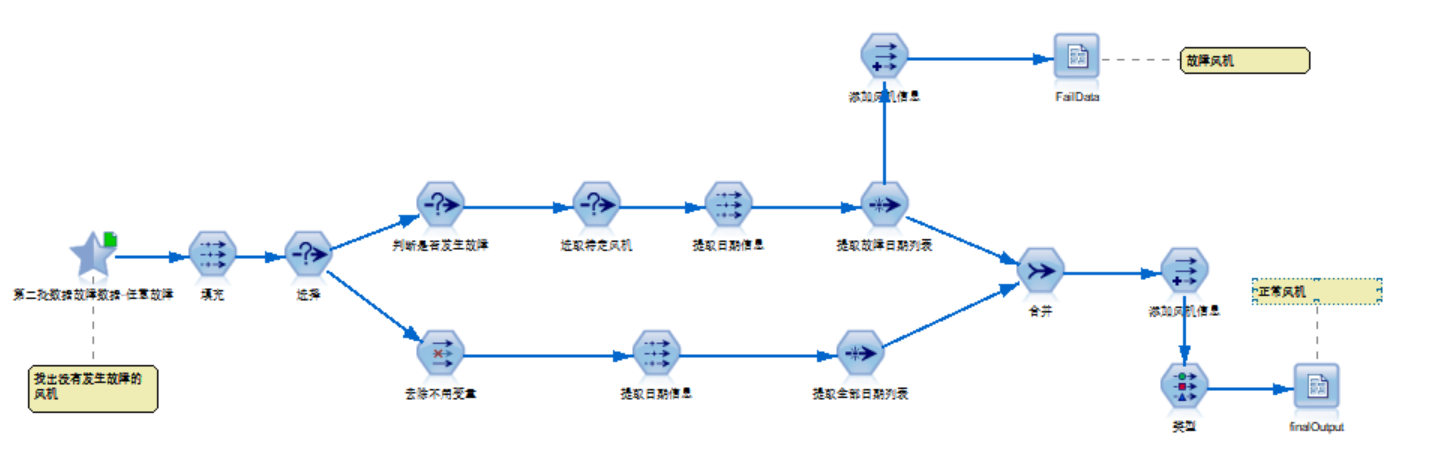 故障风机
添加风机信息
FailData
判断是否发生故障
选取特定风机
提取日期信息
提取故障日期列表
第二批数据故障数据-任意故障
填充
选择
合并
添加风机信息
正常风机
找出没有发生故障的
风机
去除不用变量
提取日期信息
提取全部日期列表
类型
finalOutput